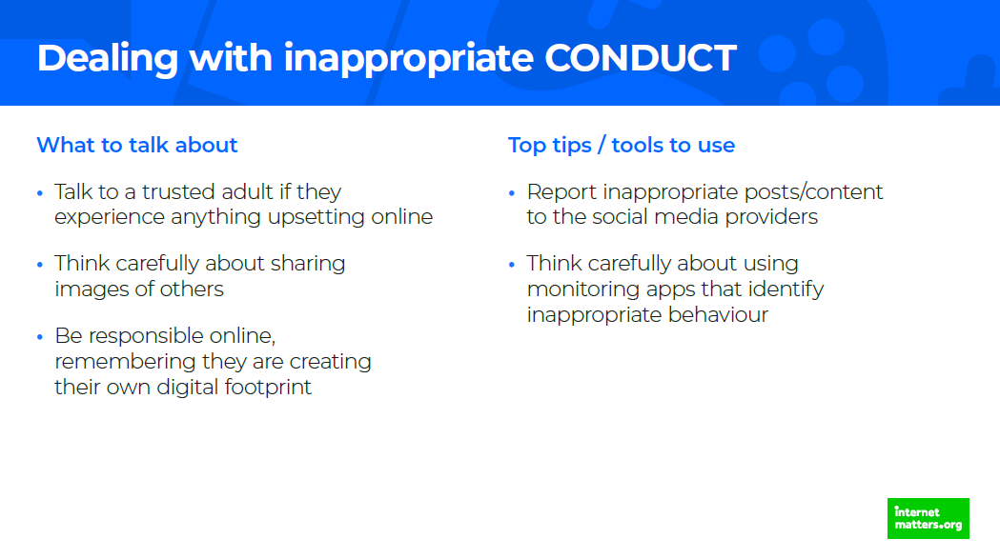 Dealing with inappropriate CONDUCT
What to talk about
• Talk to a trusted adult if they
experience anything upsetting online
• Think carefully about sharing
images of others
• Be responsible online,
remembering they are creating
their own digital footprint
Top tips / tools to use
• Report inappropriate posts/content
to the social media providers
• Think carefully about using
monitoring apps that identify
inappropriate behaviour
internet
matters.org